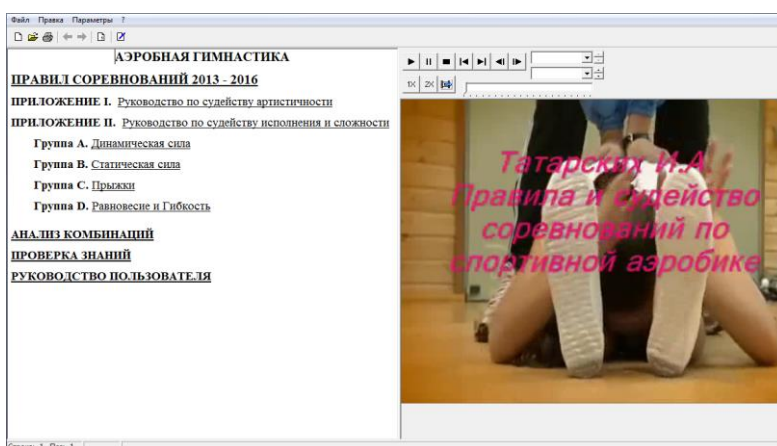 Файл Правка Параметры ?
АЭРОБНАЯ ГИМНАСТИКА
ПРАВИЛ СОРЕВНОВАНИЙ 2013 - 2016
ПРИЛОЖЕНИЕ I. Руководство по судейству артистичности
ПРИЛОЖЕНИЕ II. Руководство по судейству исполнения и сложности
Группа A. Динамическая сила
Группа B. Статическая сила
Группа C. Прыжки
Группа D. Равновесие и Гибкость
АНАЛИЗ КОМБИНАЦИЙ
ПРОВЕРКА ЗНАНИЙ
РУКОВОДСТВО ПОЛЬЗОВАТЕЛЯ
1X 2X
Татарских И.А.
Правила и судейство
соревнований по
спортивной аэробике